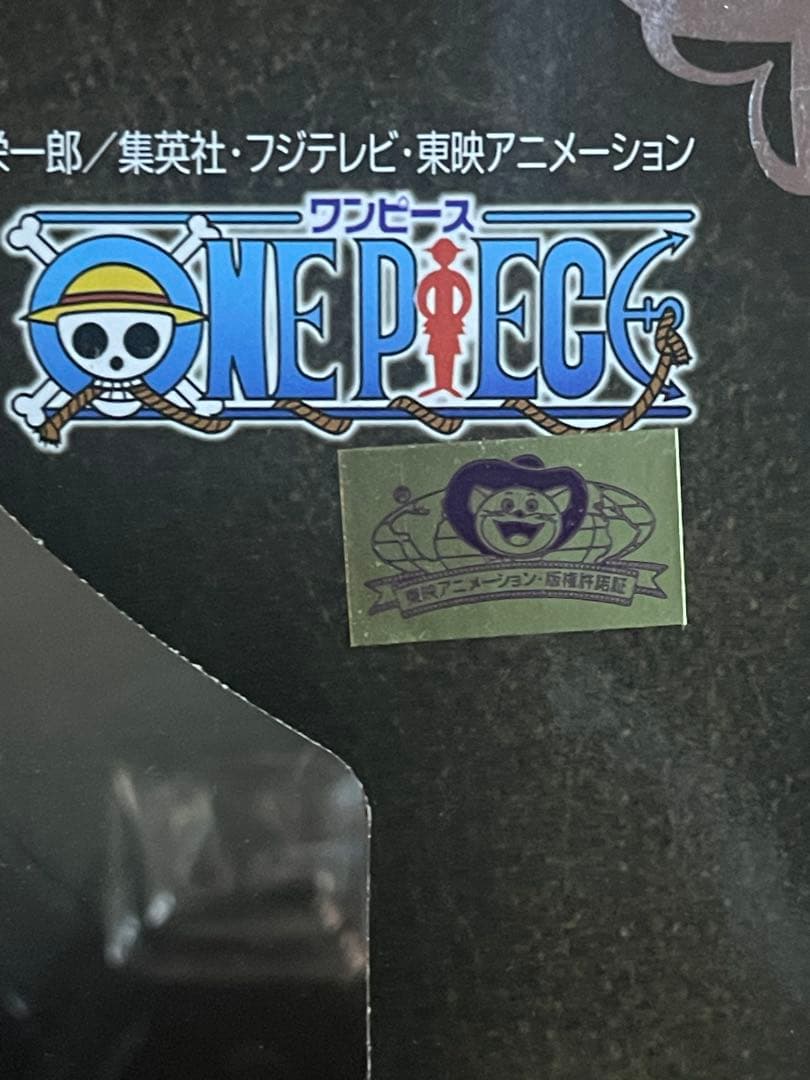 一郎／集英社・フジテレビ・東映アニメーション
ワンピース
ONE PIECE
東映アニメーション・版権許諾証